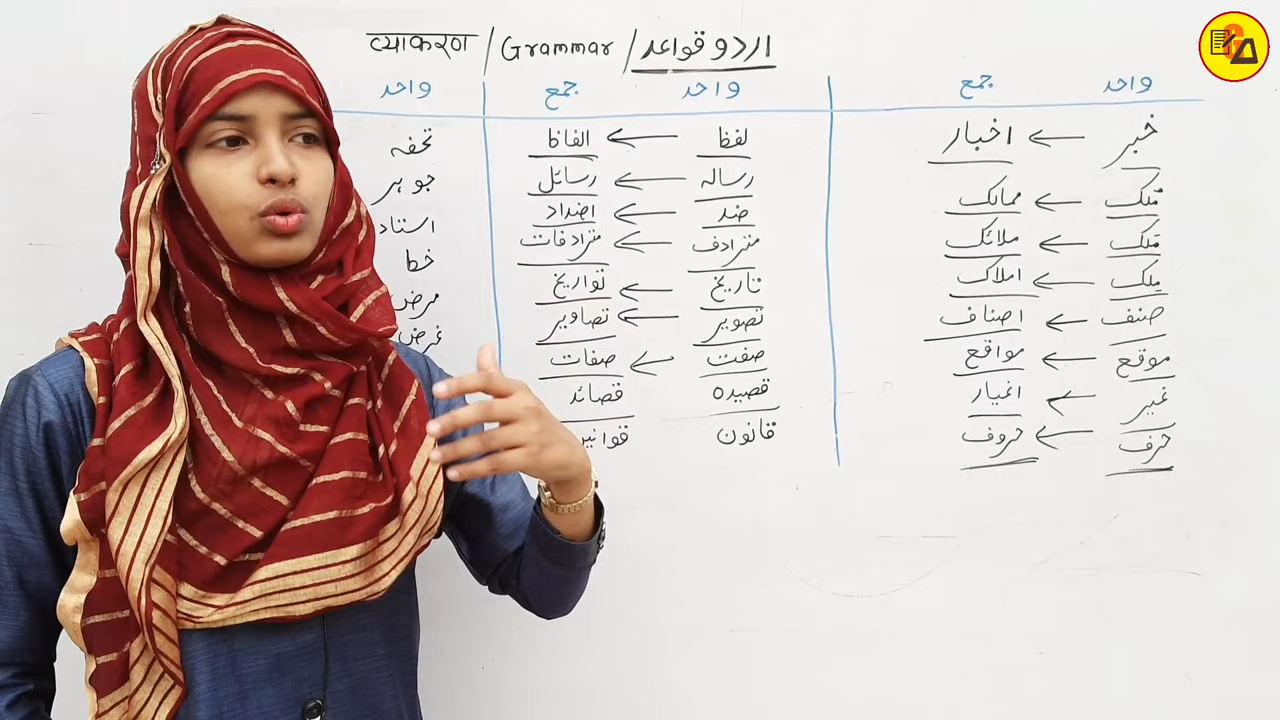 व्याकरण / Grammar / اردو قواعد
واحد جمع واحد جمع واحد
خبر ← اخبار لفظ ← الفاظ تحفہ
مَلک ← ممالک رسالہ ← رسائل جوہر
مَلک ← ملائک ضد ← اضداد استاد
مِلک ← املاک مترادف ← مترادفات خط
صنف ← اصناف تاریخ ← تواریخ مرض
موقع ← مواقع تصویر ← تصاویر غرض
غیر ← اغیار صفت ← صفات
حرف ← حروف قصیدہ قصائد
قانون